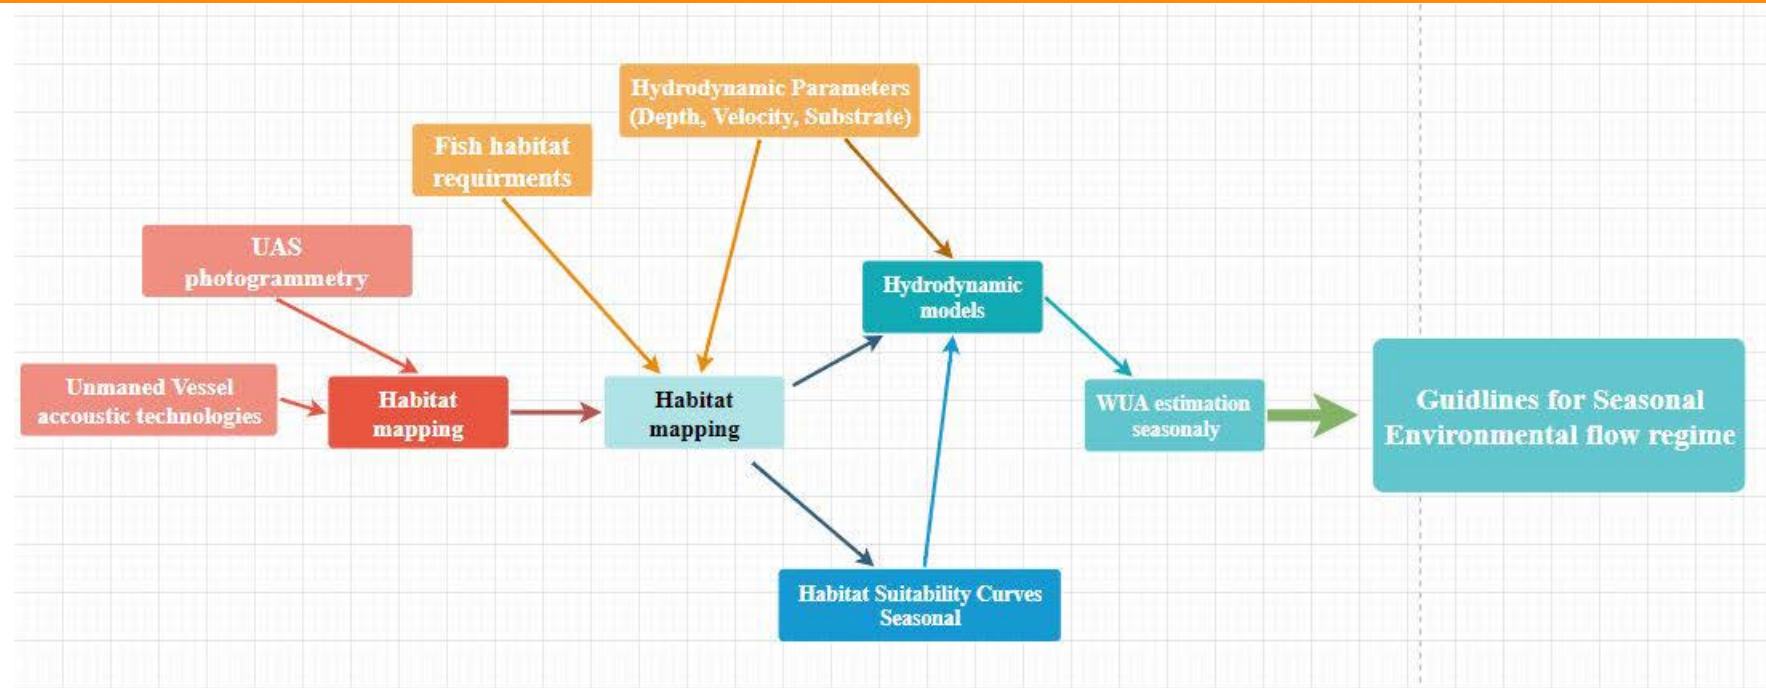 Hydrodynamic Parameters
(Depth, Velocity, Substrate)
Fish habitat
requirments
UAS
photogrammetry
Unmaned Vessel
accoustic technologies
Habitat
mapping
Habitat
mapping
Hydrodynamic
models
WUA estimation
seasonaly
Guidlines for Seasonal
Environmental flow regime
Habitat Suitability Curves
Seasonal